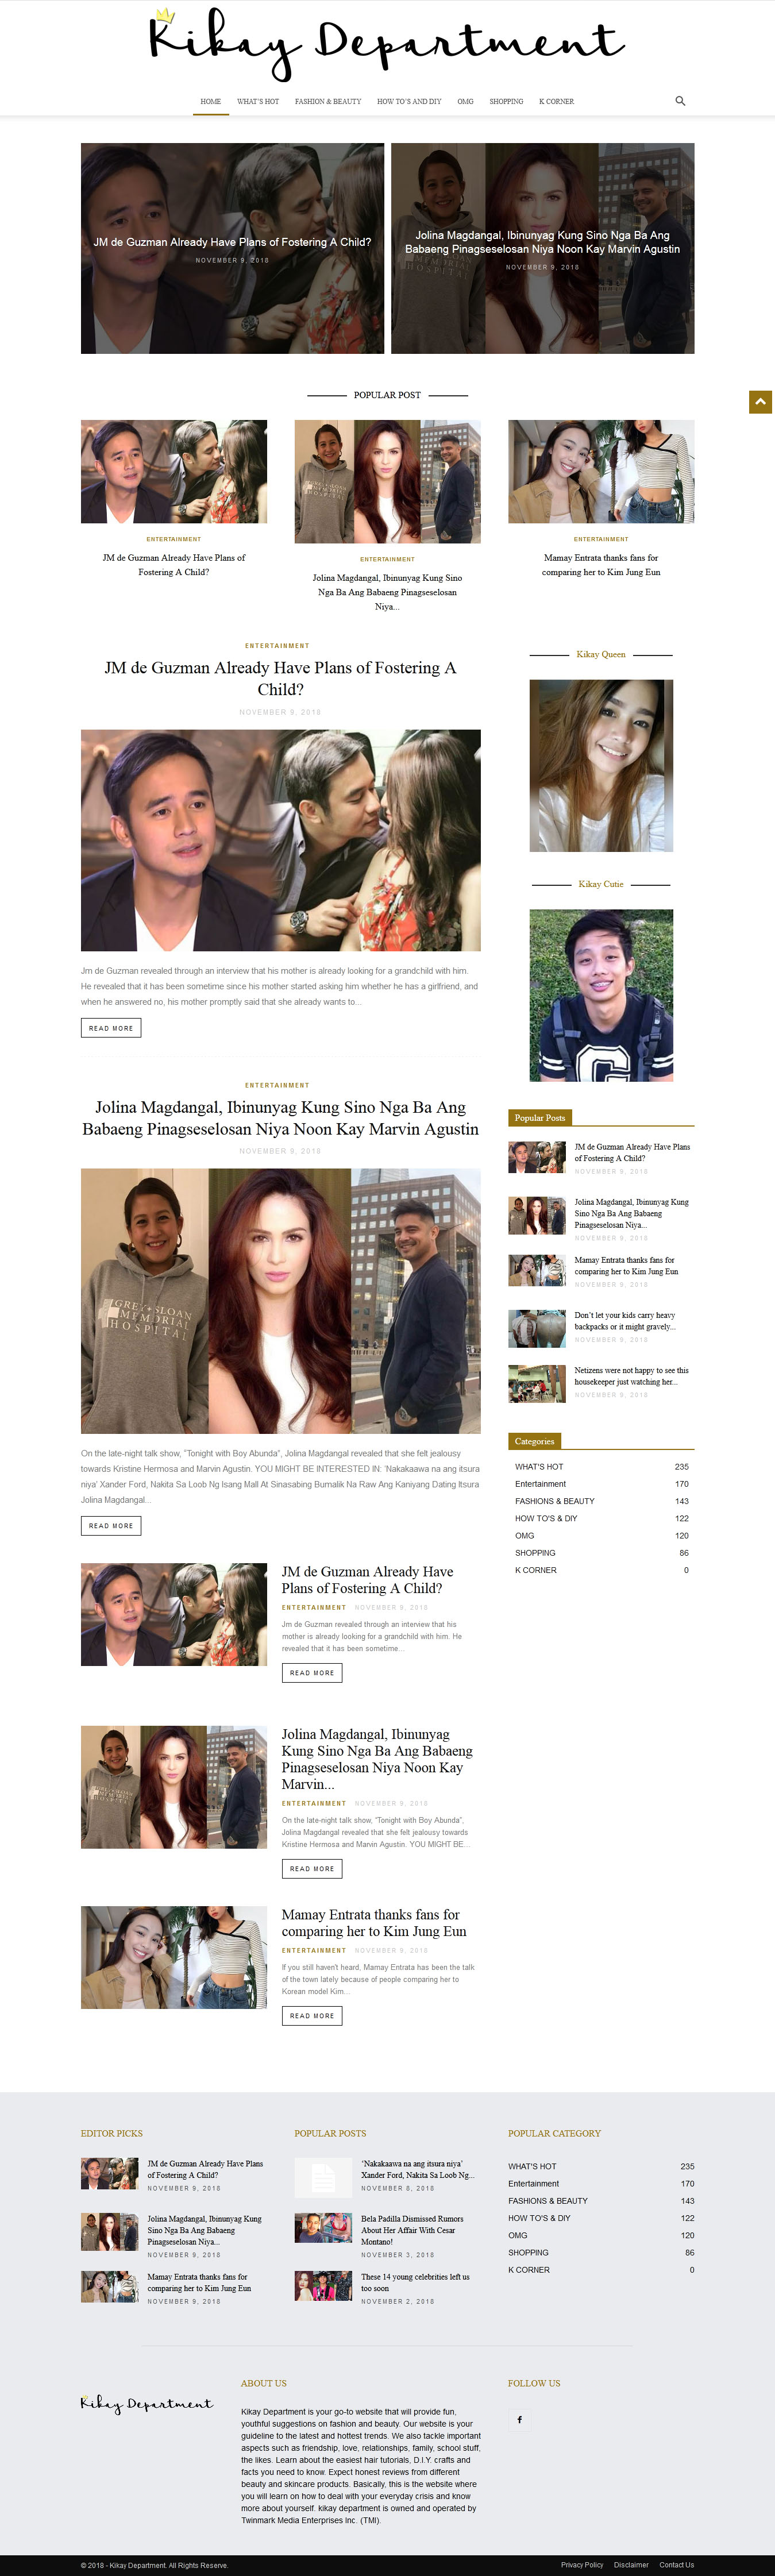 Kikay Department
HOME WHAT'S HOT FASHION & BEAUTY HOW TO'S AND DIY OMG SHOPPING K CORNER
JM de Guzman Already Have Plans of Fostering A Child?
NOVEMBER 9, 2018
Jolina Magdangal, Ibinunyag Kung Sino Nga Ba Ang
Babaeng Pinagseselosan Niya Noon Kay Marvin Agustin
NOVEMBER 9, 2018
POPULAR POST
ENTERTAINMENT
JM de Guzman Already Have Plans of
Fostering A Child?
ENTERTAINMENT
Jolina Magdangal, Ibinunyag Kung Sino
Nga Ba Ang Babaeng Pinagseselosan
Niya...
ENTERTAINMENT
Mamay Entrata thanks fans for
comparing her to Kim Jung Eun
ENTERTAINMENT
JM de Guzman Already Have Plans of Fostering A
Child?
NOVEMBER 9, 2018
Jm de Guzman revealed through an interview that his mother is already looking for a grandchild with him.
He revealed that it has been sometime since his mother started asking him whether he has a girlfriend, and
when he answered no, his mother promptly said that she already wants to...
READ MORE
ENTERTAINMENT
Jolina Magdangal, Ibinunyag Kung Sino Nga Ba Ang
Babaeng Pinagseselosan Niya Noon Kay Marvin Agustin
NOVEMBER 9, 2018
GREY+SLOAN
MEMORIAL
HOSPITAL
On the late-night talk show, "Tonight with Boy Abunda", Jolina Magdangal revealed that she felt jealousy
towards Kristine Hermosa and Marvin Agustin. YOU MIGHT BE INTERESTED IN: 'Nakakaawa na ang itsura
niya' Xander Ford, Nakita Sa Loob Ng Isang Mall At Sinasabing Bumalik Na Raw Ang Kaniyang Dating Itsura
Jolina Magdangal...
READ MORE
JM de Guzman Already Have
Plans of Fostering A Child?
ENTERTAINMENT NOVEMBER 9, 2018
Jm de Guzman revealed through an interview that his
mother is already looking for a grandchild with him. He
revealed that it has been sometime...
READ MORE
Jolina Magdangal, Ibinunyag
Kung Sino Nga Ba Ang Babaeng
Pinagseselosan Niya Noon Kay
Marvin...
ENTERTAINMENT NOVEMBER 9, 2018
On the late-night talk show, "Tonight with Boy Abunda",
Jolina Magdangal revealed that she felt jealousy towards
Kristine Hermosa and Marvin Agustin. YOU MIGHT BE...
READ MORE
Mamay Entrata thanks fans for
comparing her to Kim Jung Eun
ENTERTAINMENT NOVEMBER 9, 2018
If you still haven't heard, Mamay Entrata has been the talk
of the town lately because of people comparing her to
Korean model Kim...
READ MORE
Kikay Queen
Kikay Cutie
Popular Posts
JM de Guzman Already Have Plans
of Fostering A Child?
NOVEMBER 9, 2018
Jolina Magdangal, Ibinunyag Kung
Sino Nga Ba Ang Babaeng
Pinagseselosan Niya...
NOVEMBER 9, 2018
Mamay Entrata thanks fans for
comparing her to Kim Jung Eun
NOVEMBER 9, 2018
Don't let your kids carry heavy
backpacks or it might gravely...
NOVEMBER 9, 2018
Netizens were not happy to see this
housekeeper just watching her...
NOVEMBER 9, 2018
Categories
WHAT'S HOT 235
Entertainment 170
FASHIONS & BEAUTY 143
HOW TO'S & DIY 122
OMG 120
SHOPPING 86
K CORNER 0
EDITOR PICKS
JM de Guzman Already Have Plans
of Fostering A Child?
NOVEMBER 9, 2018
Jolina Magdangal, Ibinunyag Kung
Sino Nga Ba Ang Babaeng
Pinagseselosan Niya...
NOVEMBER 9, 2018
Mamay Entrata thanks fans for
comparing her to Kim Jung Eun
NOVEMBER 9, 2018
POPULAR POSTS
'Nakakaawa na ang itsura niya'
Xander Ford, Nakita Sa Loob Ng...
NOVEMBER 8, 2018
Bela Padilla Dismissed Rumors
About Her Affair With Cesar
Montano!
NOVEMBER 3, 2018
These 14 young celebrities left us
too soon
NOVEMBER 2, 2018
POPULAR CATEGORY
WHAT'S HOT 235
Entertainment 170
FASHIONS & BEAUTY 143
HOW TO'S & DIY 122
OMG 120
SHOPPING 86
K CORNER 0
Kikay Department
ABOUT US
Kikay Department is your go-to website that will provide fun,
youthful suggestions on fashion and beauty. Our website is your
guideline to the latest and hottest trends. We also tackle important
aspects such as friendship, love, relationships, family, school stuff,
the likes. Learn about the easiest hair tutorials, D.I.Y. crafts and
facts you need to know. Expect honest reviews from different
beauty and skincare products. Basically, this is the website where
you will learn on how to deal with your everyday crisis and know
more about yourself. kikay department is owned and operated by
Twinmark Media Enterprises Inc. (TMI).
FOLLOW US
© 2018 - Kikay Department. All Rights Reserve.
Privacy Policy Disclaimer Contact Us